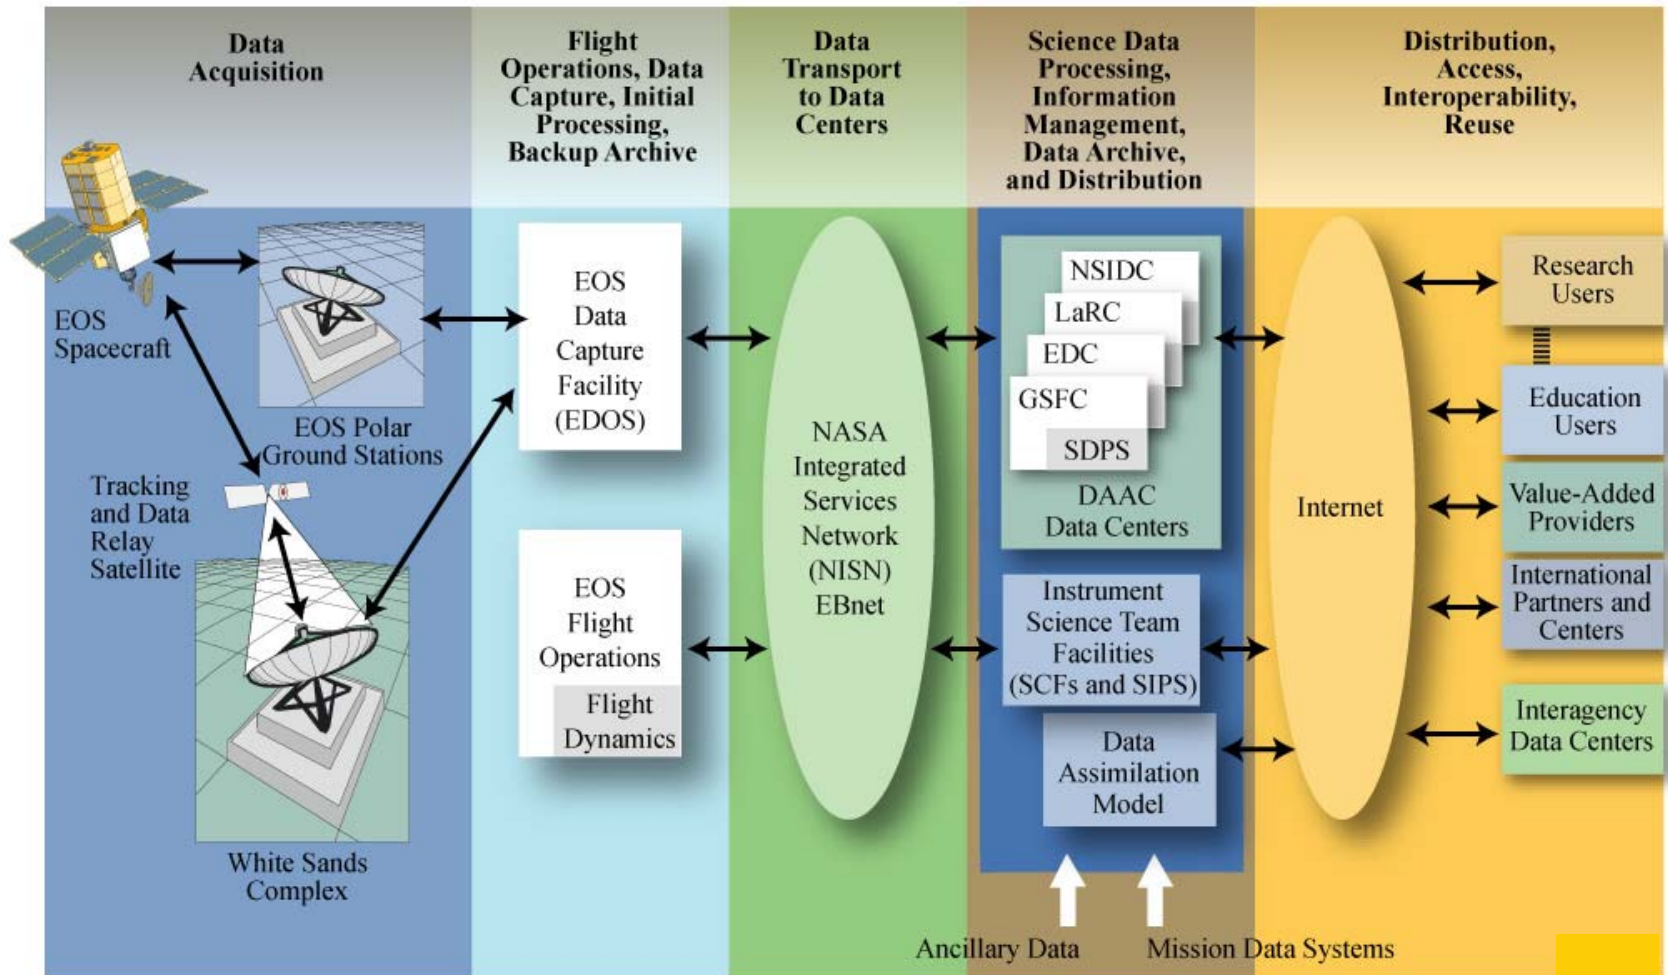 Data
Acquisition
Flight
Operations, Data
Capture, Initial
Processing,
Backup Archive
Data
Transport
to Data
Centers
Science Data
Processing,
Information
Management,
Data Archive,
and Distribution
Distribution,
Access,
Interoperability,
Reuse
EOS
Spacecraft
EOS Polar
Ground Stations
Tracking
and Data
Relay
Satellite
White Sands
Complex
EOS
Data
Capture
Facility
(EDOS)
EOS
Flight
Operations
Flight
Dynamics
NASA
Integrated
Services
Network
(NISN)
EBnet
NSIDC
LaRC
EDC
GSFC
SDPS
DAAC
Data Centers
Instrument
Science Team
Facilities
(SCFs and SIPS)
Data
Assimilation
Model
Ancillary Data
Mission Data Systems
Internet
Research
Users
Education
Users
Value-Added
Providers
International
Partners and
Centers
Interagency
Data Centers